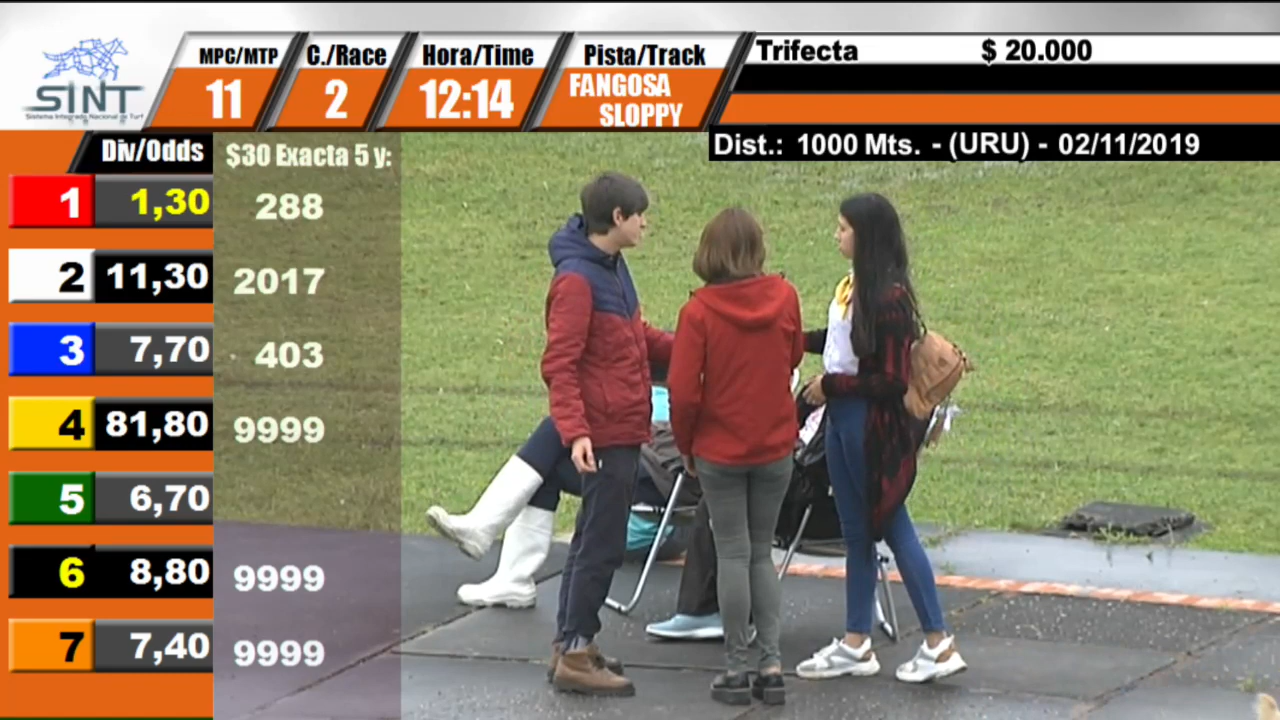 SINT
Sistema Integrado Nacional de Turf
MPC/MTP
11
C./Race
2
Hora/Time
12:14
Pista/Track
FANGOSA
SLOPPY
Trifecta $ 20.000
Dist.: 1000 Mts. - (URU) - 02/11/2019
Div/Odds $30 Exacta 5 y:
1 1,30 288
2 11,30 2017
3 7,70 403
4 81,80 9999
5 6,70
6 8,80 9999
7 7,40 9999